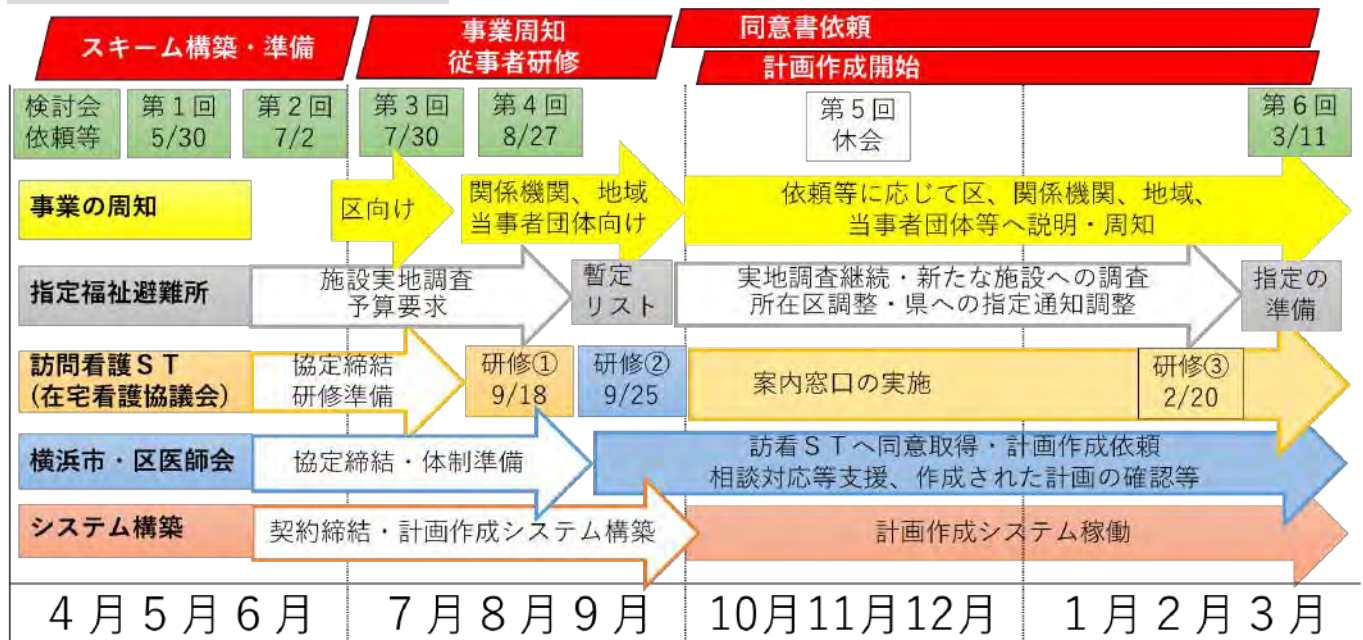 スキーム構築・準備
事業周知
従事者研修
同意書依頼
計画作成開始
検討会
依頼等
第1回
5/30
第2回
7/2
第3回
7/30
第4回
8/27
第5回
休会
第6回
3/11
事業の周知
区向け
関係機関、地域
当事者団体向け
依頼等に応じて区、関係機関、地域、
当事者団体等へ説明・周知
指定福祉避難所
施設実地調査
予算要求
暫定
リスト
実地調査継続・新たな施設への調査
所在区調整・県への指定通知調整
指定の
準備
訪問看護ST
(在宅看護協議会)
協定締結
研修準備
研修①
9/18
研修②
9/25
案内窓口の実施
研修③
2/20
横浜市・区医師会
協定締結・体制準備
訪看STへ同意取得・計画作成依頼
相談対応等支援、作成された計画の確認等
システム構築
契約締結・計画作成システム構築
計画作成システム稼働
4月5月6月 7月8月9月 10月11月12月 1月2月3月